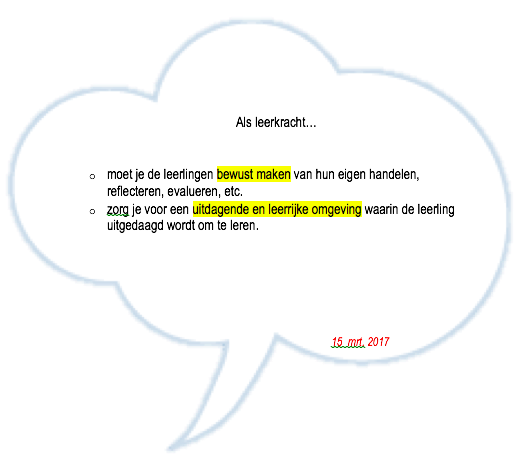 Als leerkracht…
o moet je de leerlingen bewust maken van hun eigen handelen,
reflecteren, evalueren, etc.
o zorg je voor een uitdagende en leerrijke omgeving waarin de leerling
uitgedaagd wordt om te leren.
15 mrt. 2017